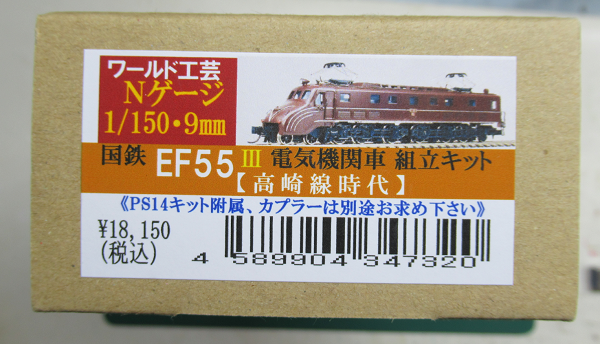 ワールド工芸
Nゲージ
1/150・9mm
国鉄 EF55 III 電気機関車 組立キット
【高崎線時代】
《PS14キット附属、カプラーは別途お求め下さい》
¥18,150
(税込)
4 589904 347320